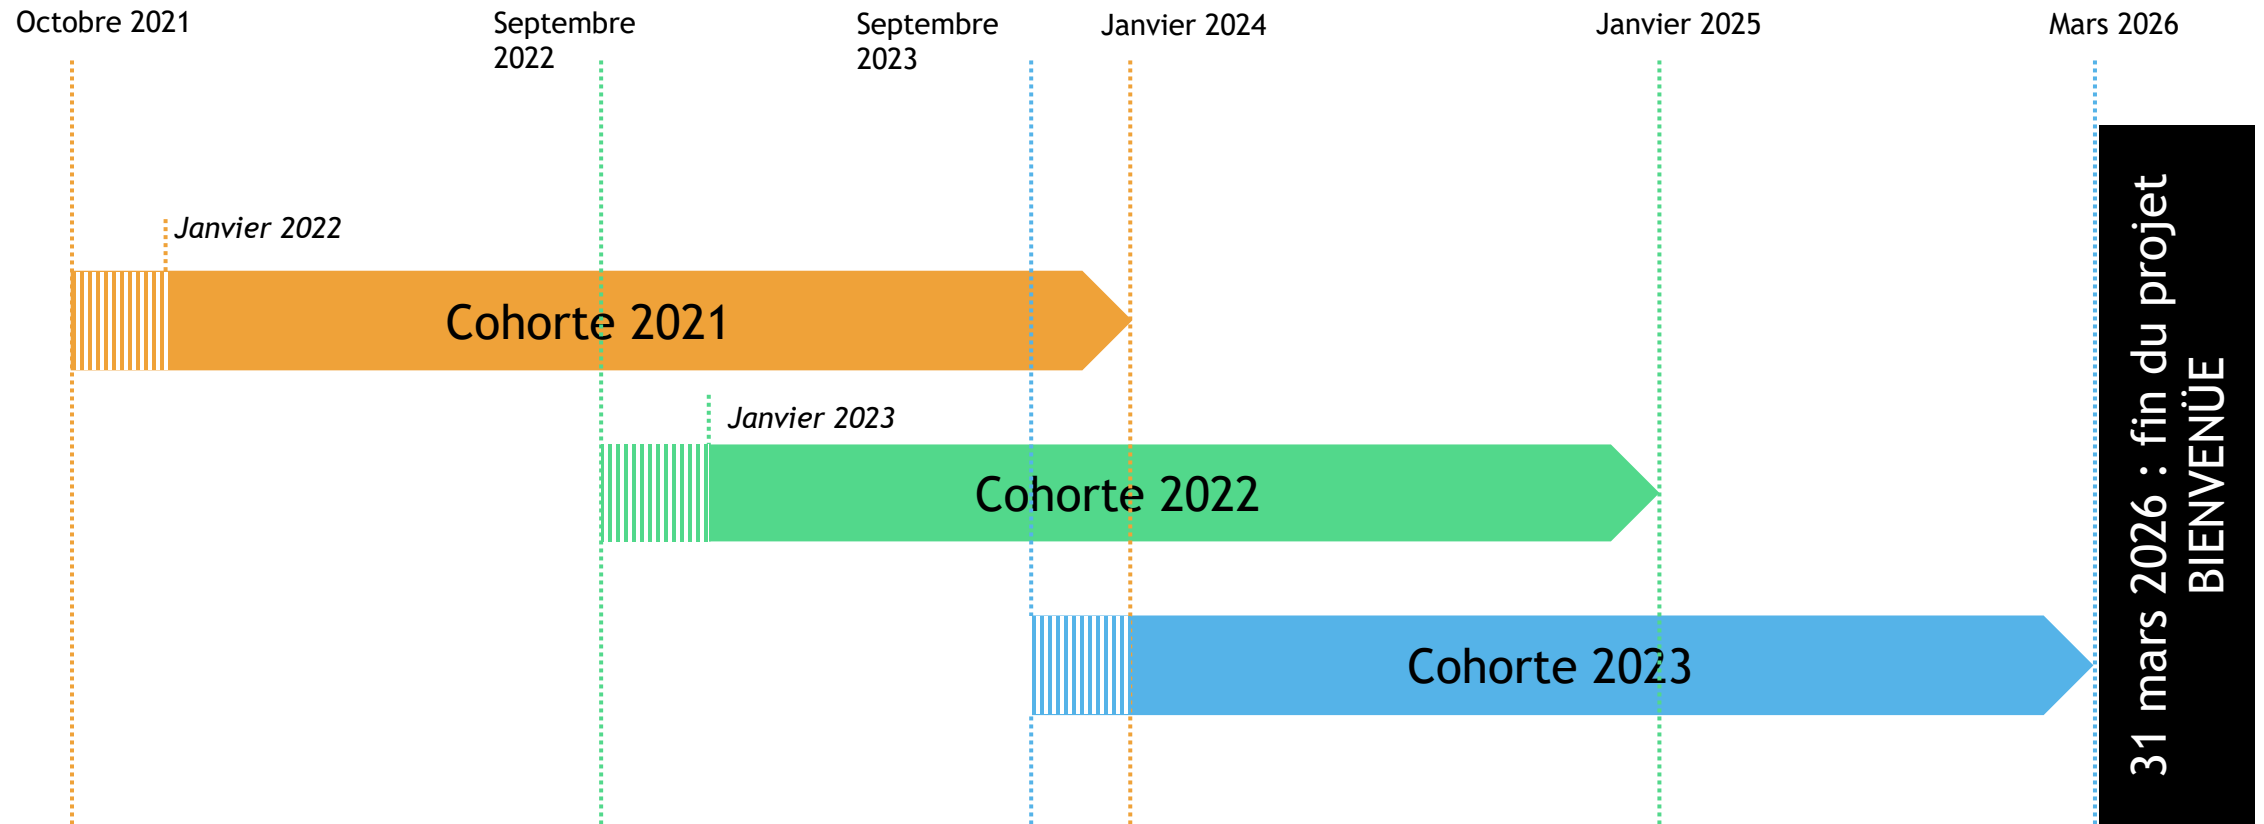 Octobre 2021
Septembre
2022
Septembre
2023
Janvier 2024
Janvier 2025
Mars 2026
Janvier 2022
Cohorte 2021
Janvier 2023
Cohorte 2022
Cohorte 2023
31 mars 2026 : fin du projet
BIENVENÜE